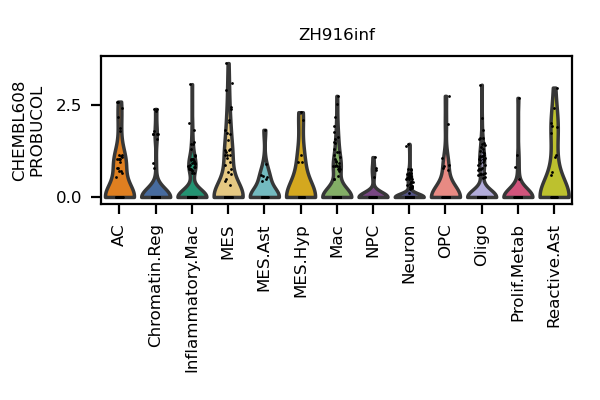 ZH916inf
CHEMBL608
PROBUCOL
2.5
0.0
AC
Chromatin.Reg
Inflammatory.Mac
MES
MES.Ast
MES.Hyp
Mac
NPC
Neuron
OPC
Oligo
Prolif.Metab
Reactive.Ast